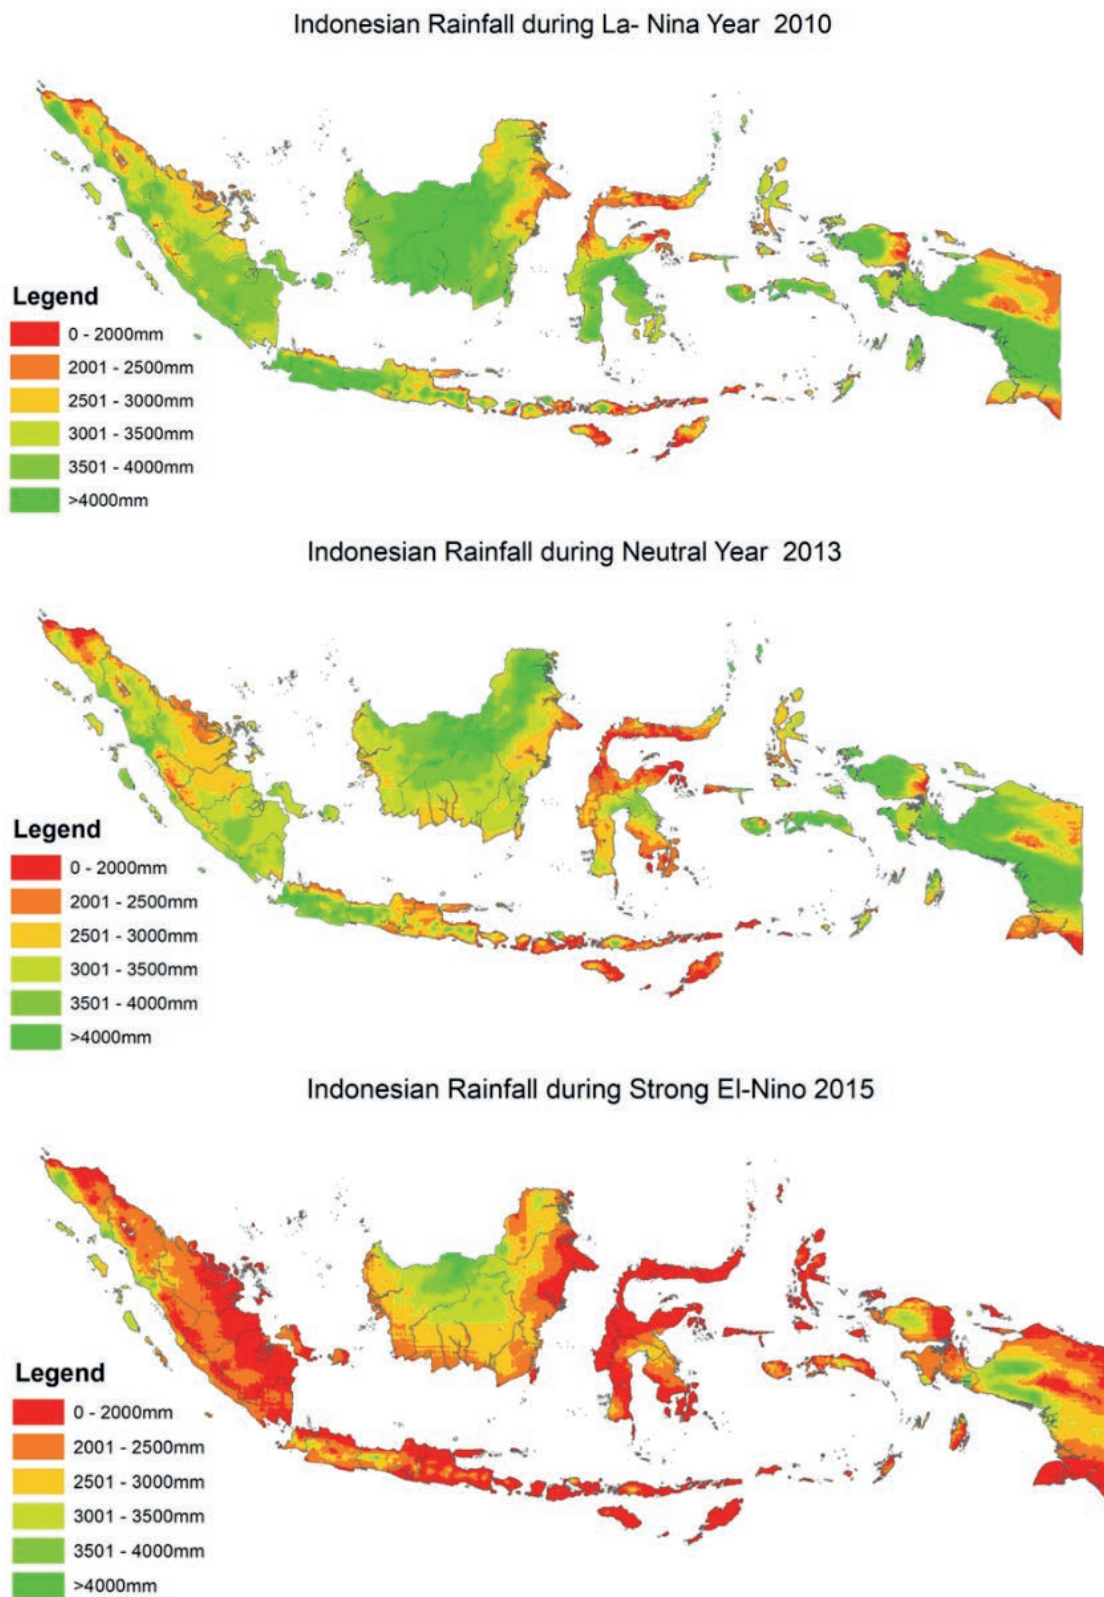 Indonesian Rainfall during La- Nina Year 2010
Legend
0 - 2000mm
2001 - 2500mm
2501 - 3000mm
3001 - 3500mm
3501 - 4000mm
>4000mm
Indonesian Rainfall during Neutral Year 2013
Legend
0 - 2000mm
2001 - 2500mm
2501 - 3000mm
3001 - 3500mm
3501 - 4000mm
>4000mm
Indonesian Rainfall during Strong El-Nino 2015
Legend
0 - 2000mm
2001 - 2500mm
2501 - 3000mm
3001 - 3500mm
3501 - 4000mm
>4000mm